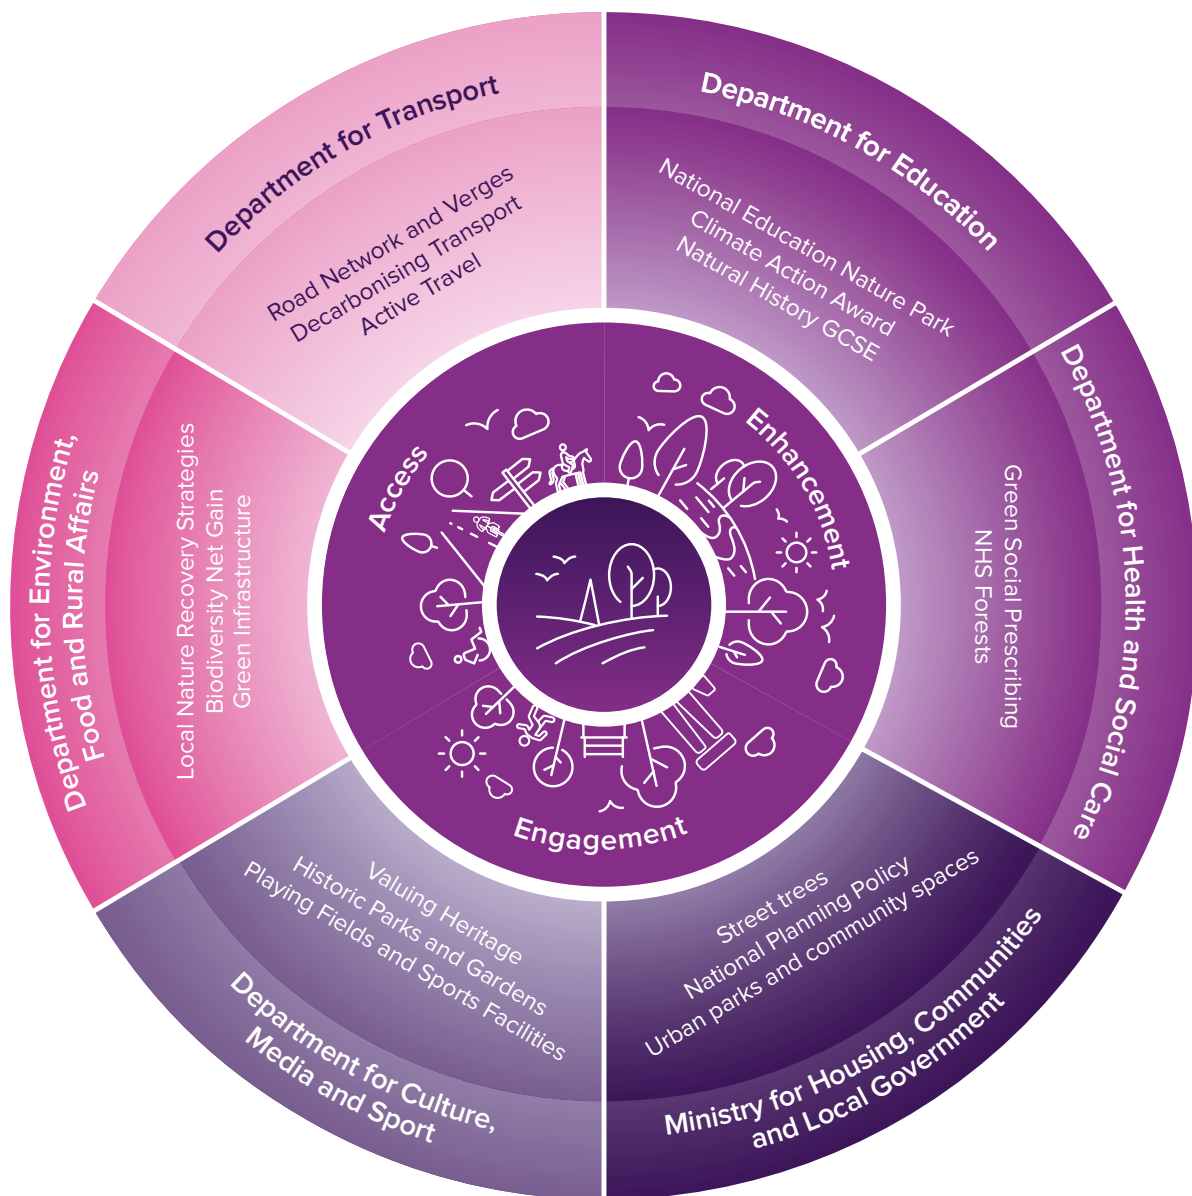 Department for Transport
Road Network and Verges
Decarbonising Transport
Active Travel
Department for Education
National Education Nature Park
Climate Action Award
Natural History GCSE
Department for Health and Social Care
Green Social Prescribing
NHS Forests
Ministry for Housing, Communities
and Local Government
Street trees
National Planning Policy
Urban parks and community spaces
Department for Culture,
Media and Sport
Valuing Heritage
Historic Parks and Gardens
Playing Fields and Sports Facilities
Department for Environment,
Food and Rural Affairs
Local Nature Recovery Strategies
Biodiversity Net Gain
Green Infrastructure
Access
Enhancement
Engagement